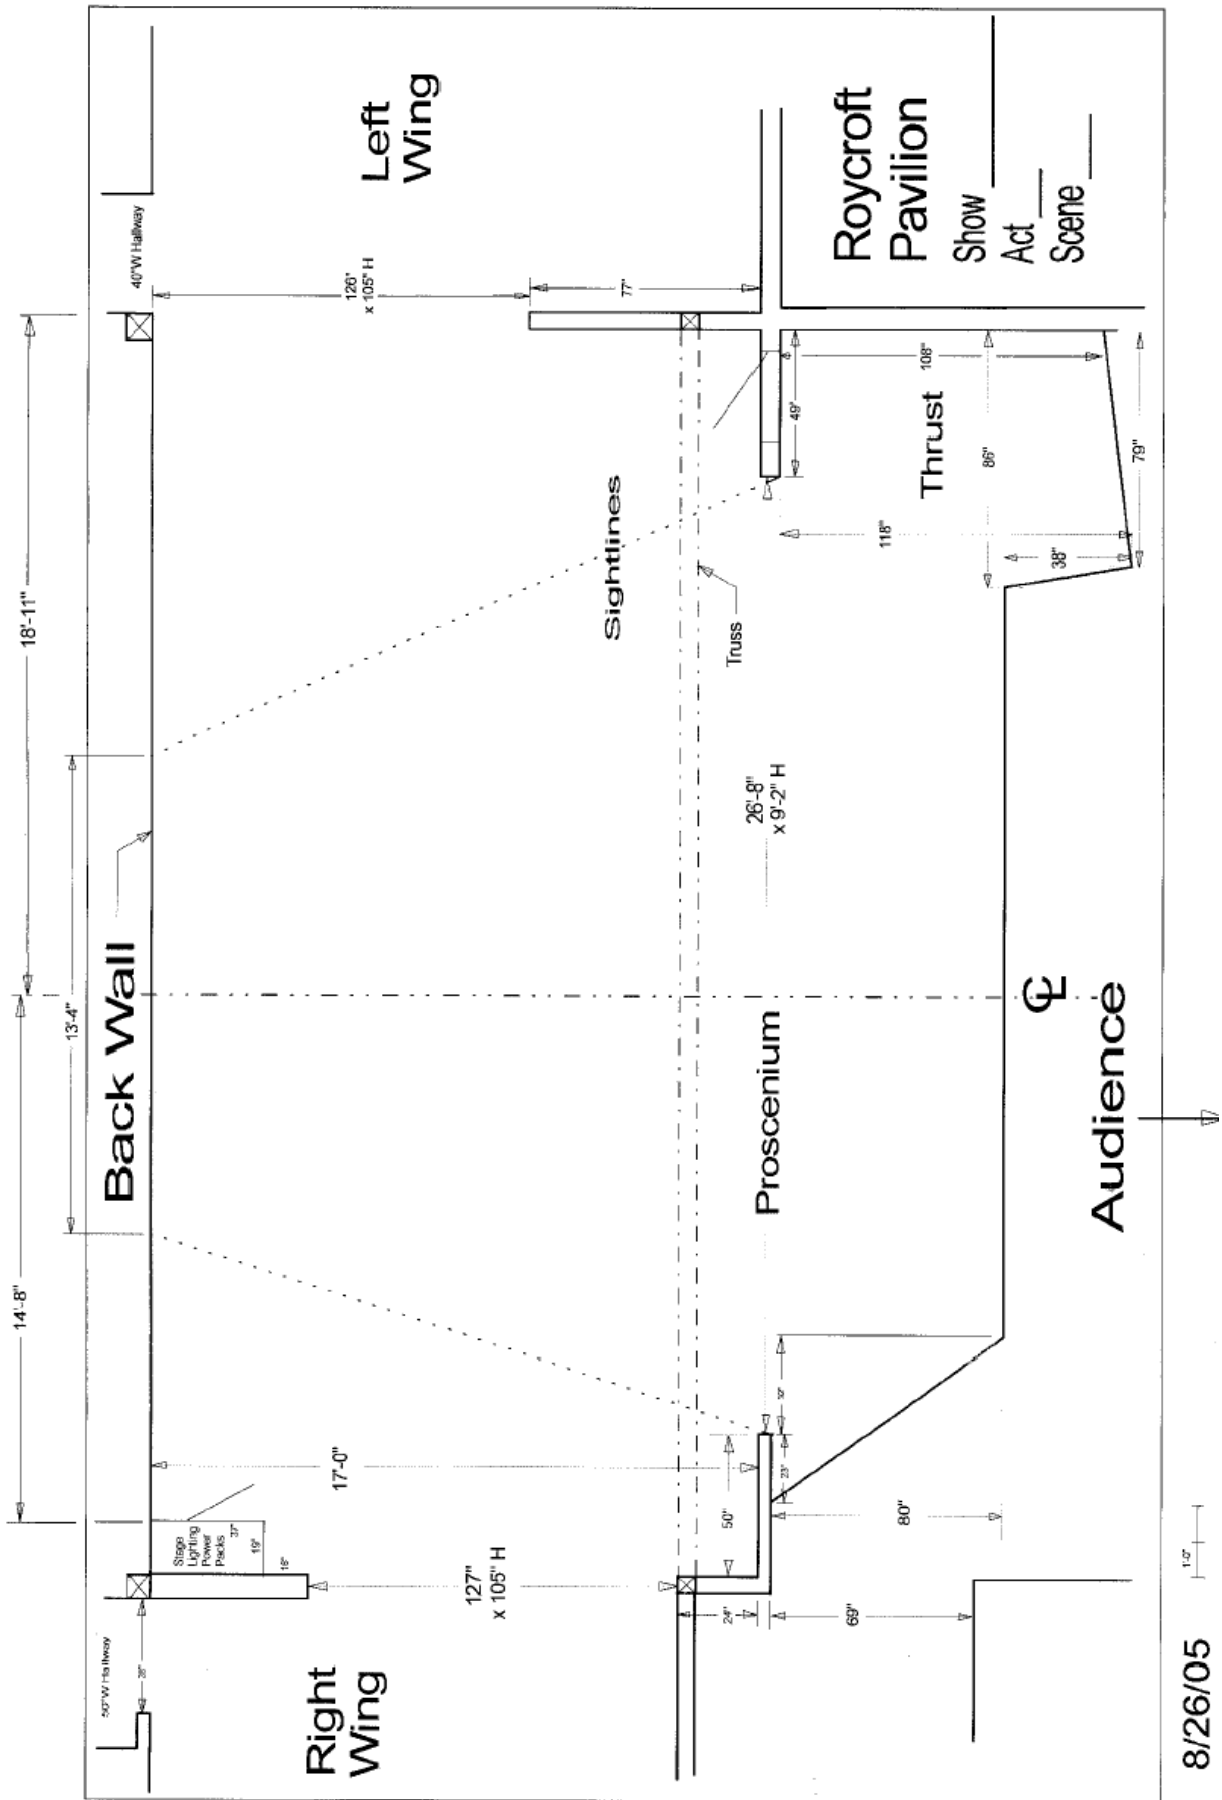 14'-8"
18'-11"
13'-4"
Back Wall
50"W Hallway
40"W Hallway
Stage
Lighting
Power
Packs
37"
19"
17'-0"
126"
x 105" H
Left
Wing
Right
Wing
127"
x 105" H
77"
Sightlines
Truss
24"
50"
23"
Proscenium
26'-8"
x 9'-2" H
49"
69"
80"
118"
86"
108"
Thrust
38"
79"
℄
Audience
Roycroft
Pavilion
Show
Act
Scene
8/26/05
1'-0"